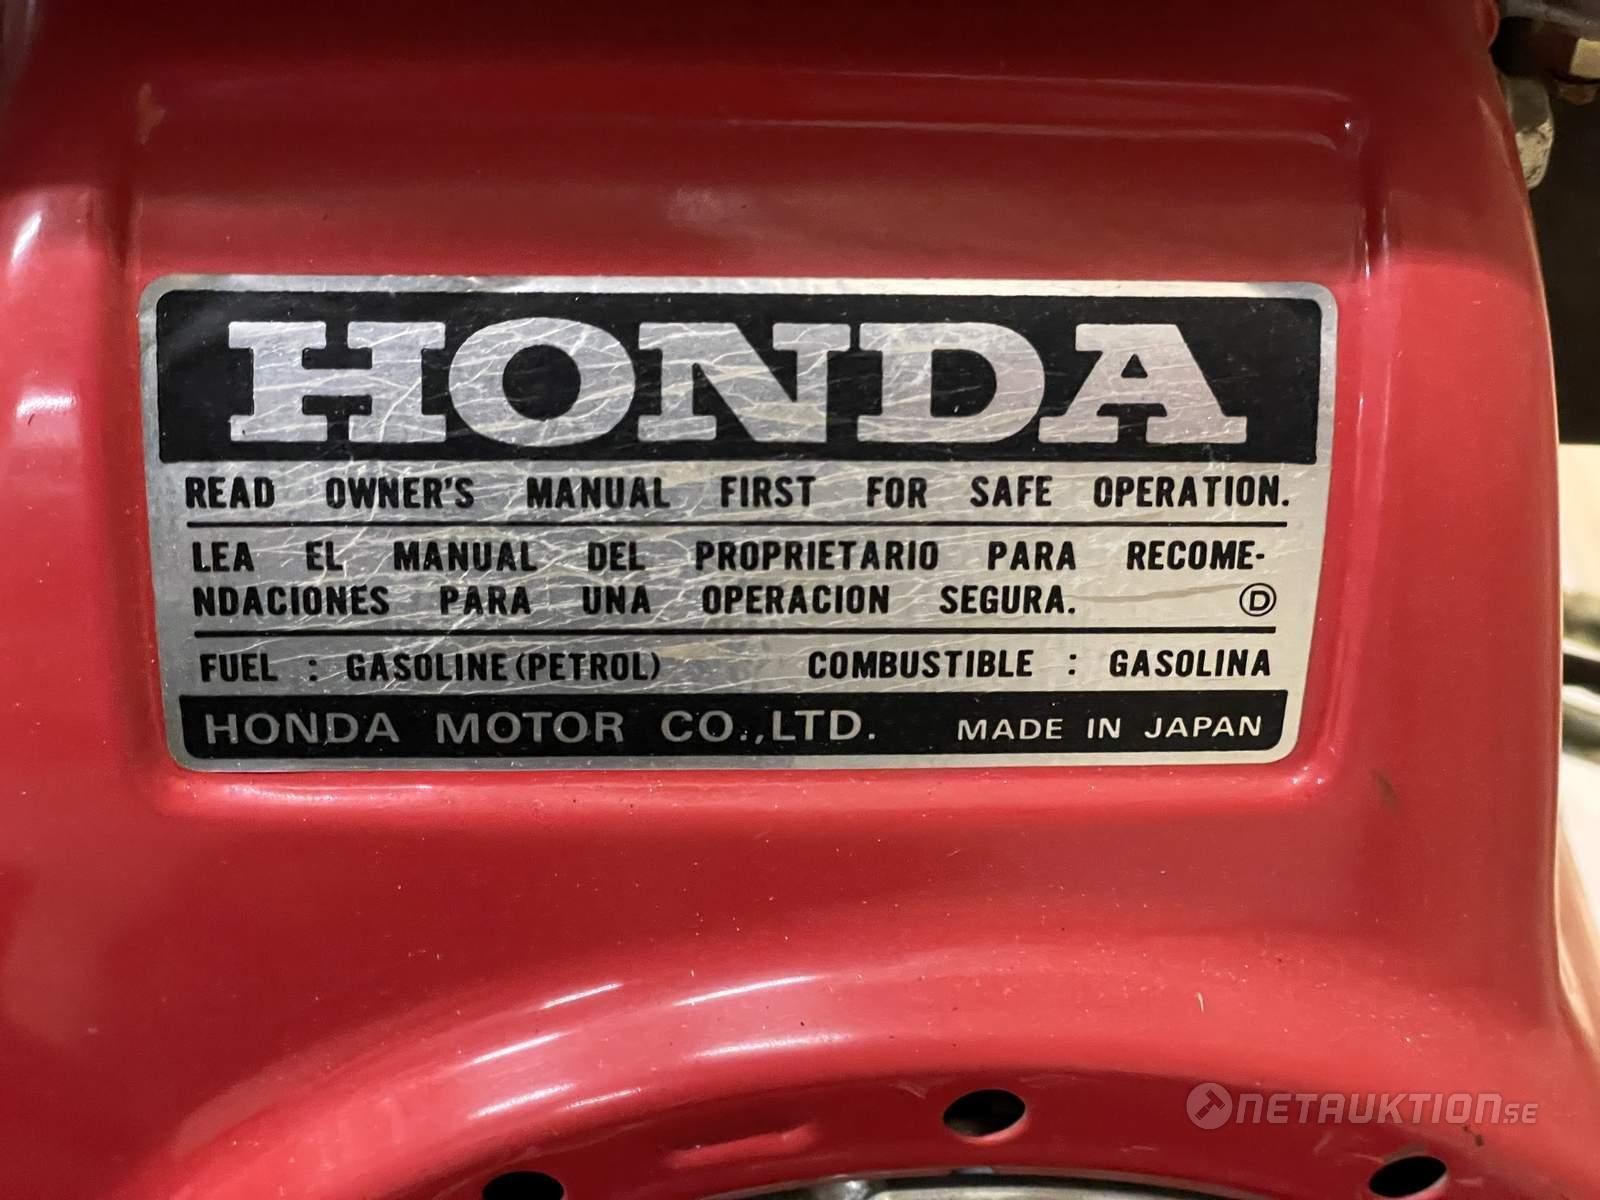 HONDA
READ OWNER'S MANUAL FIRST FOR SAFE OPERATION.
LEA EL MANUAL DEL PROPRIETARIO PARA RECOME-
NDACIONES PARA UNA OPERACION SEGURA. Ⓓ
FUEL : GASOLINE (PETROL) COMBUSTIBLE : GASOLINA
HONDA MOTOR CO.,LTD. MADE IN JAPAN
NETAUKTION.SE